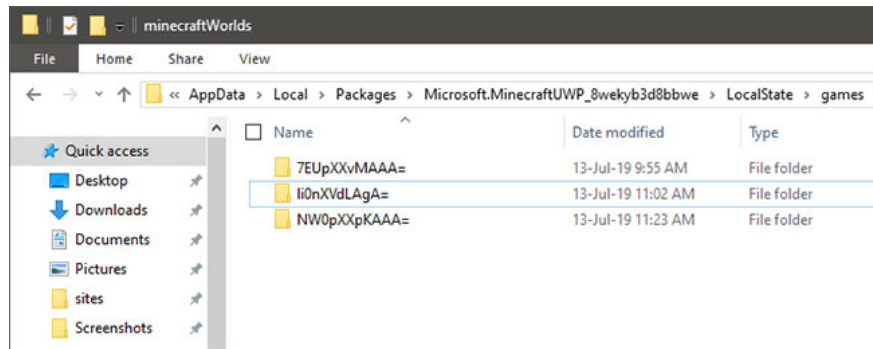 minecraftWorlds
File Home Share View
« AppData > Local > Packages > Microsoft.MinecraftUWP_8wekyb3d8bbwe > LocalState > games
Name Date modified Type
Quick access
Desktop
Downloads
Documents
Pictures
sites
Screenshots
7EUpXXvMAAA= 13-Jul-19 9:55 AM File folder
Ii0nXVdLAgA= 13-Jul-19 11:02 AM File folder
NW0pXXpKAAA= 13-Jul-19 11:23 AM File folder